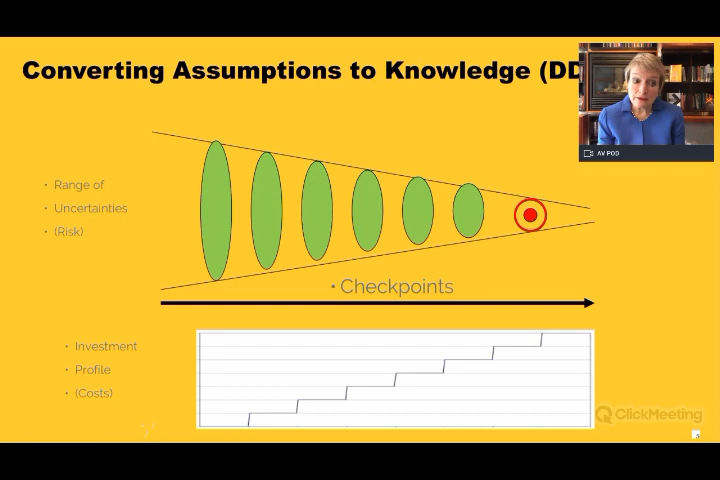 Converting Assumptions to Knowledge (DD
AV POD
• Range of
• Uncertainties
• (Risk)
• Checkpoints
• Investment
• Profile
• (Costs)
ClickMeeting